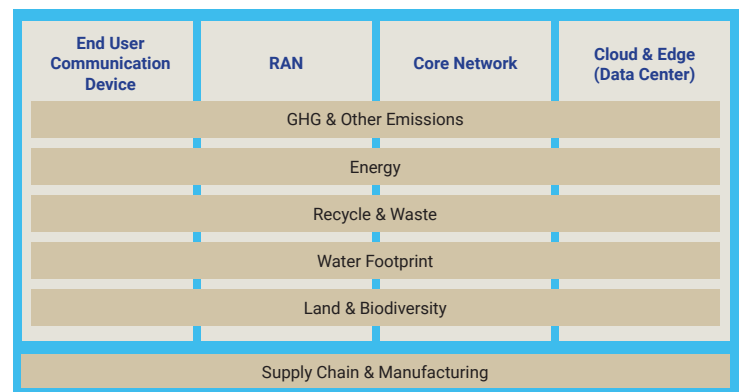 End User
Communication
Device
RAN
Core Network
Cloud & Edge
(Data Center)
GHG & Other Emissions
Energy
Recycle & Waste
Water Footprint
Land & Biodiversity
Supply Chain & Manufacturing